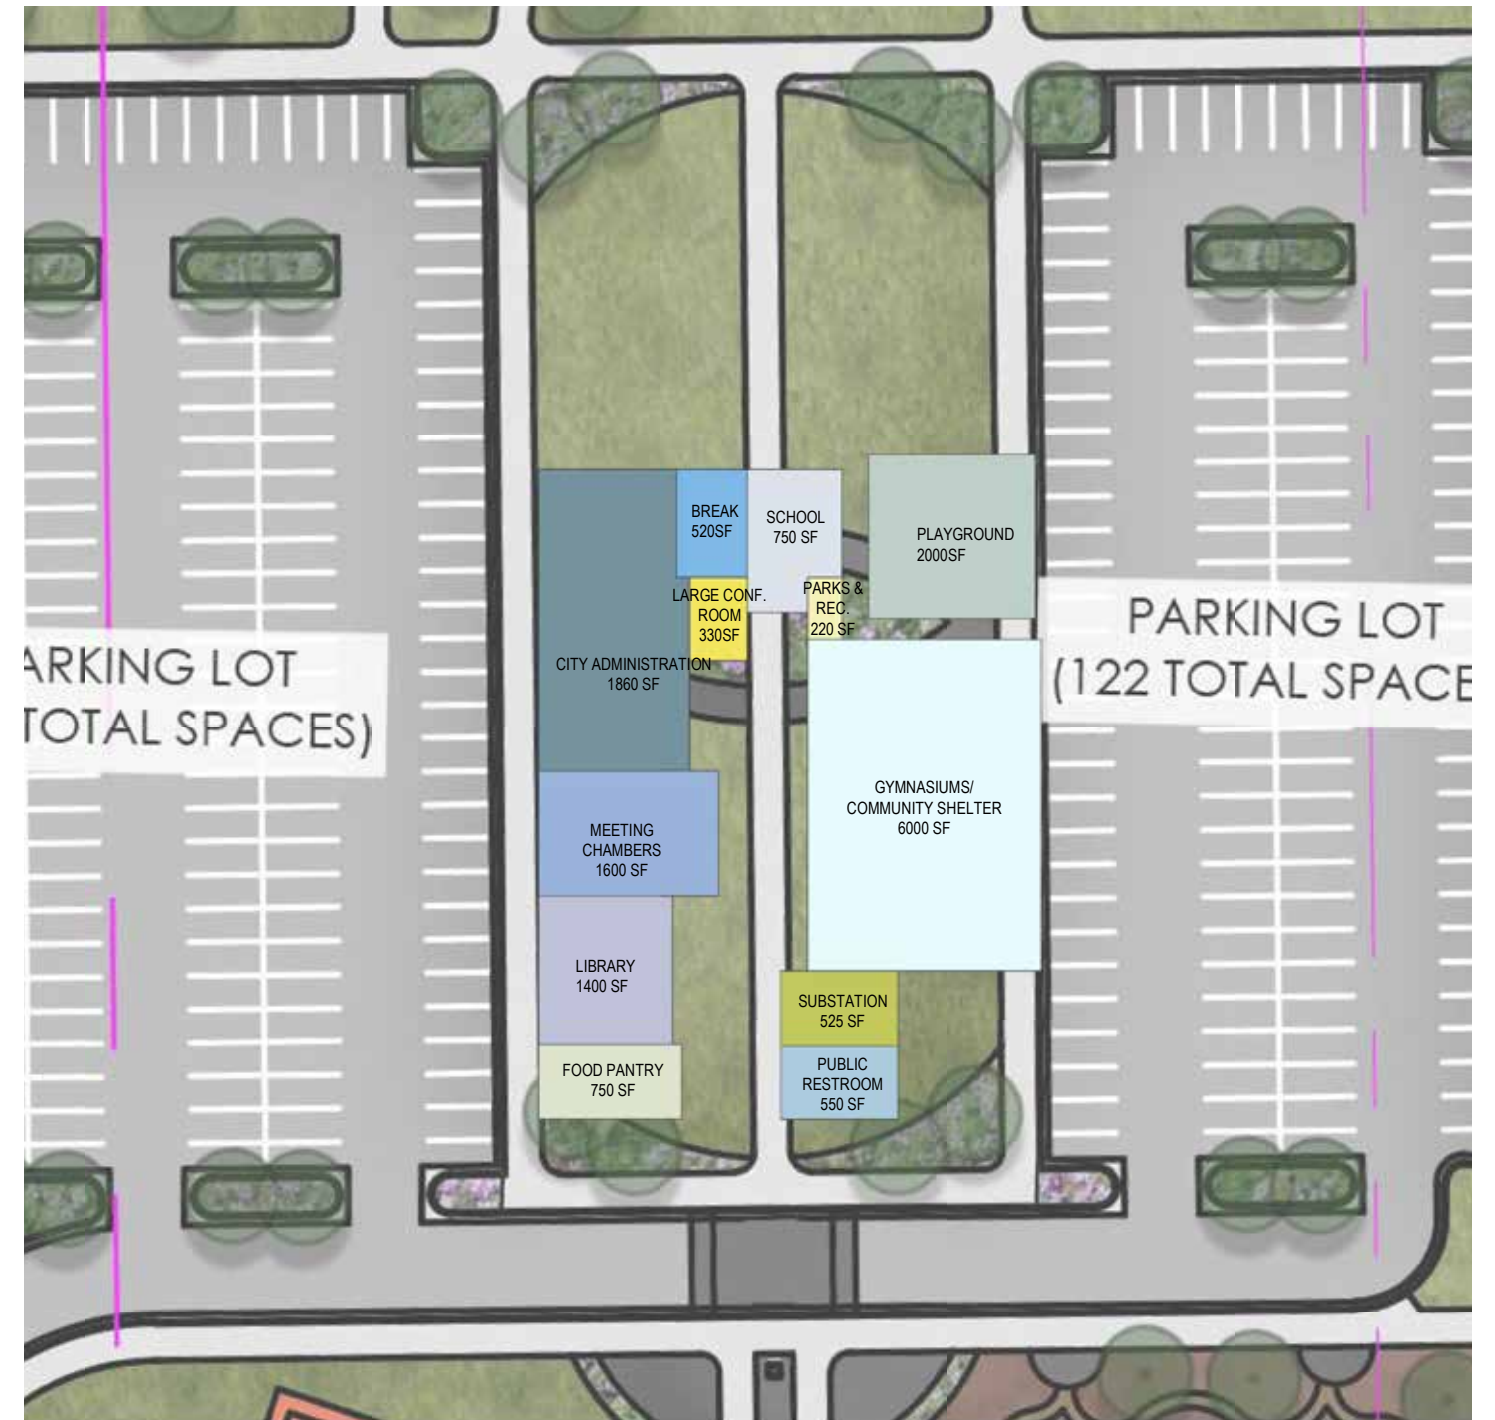 BREAK
520SF
SCHOOL
750 SF
PLAYGROUND
2000SF
LARGE CONF.
ROOM
330SF
PARKS &
REC.
220 SF
CITY ADMINISTRATION
1860 SF
ARKING LOT
TOTAL SPACES)
PARKING LOT
(122 TOTAL SPACE
GYMNASIUMS/
COMMUNITY SHELTER
6000 SF
MEETING
CHAMBERS
1600 SF
LIBRARY
1400 SF
SUBSTATION
525 SF
FOOD PANTRY
750 SF
PUBLIC
RESTROOM
550 SF